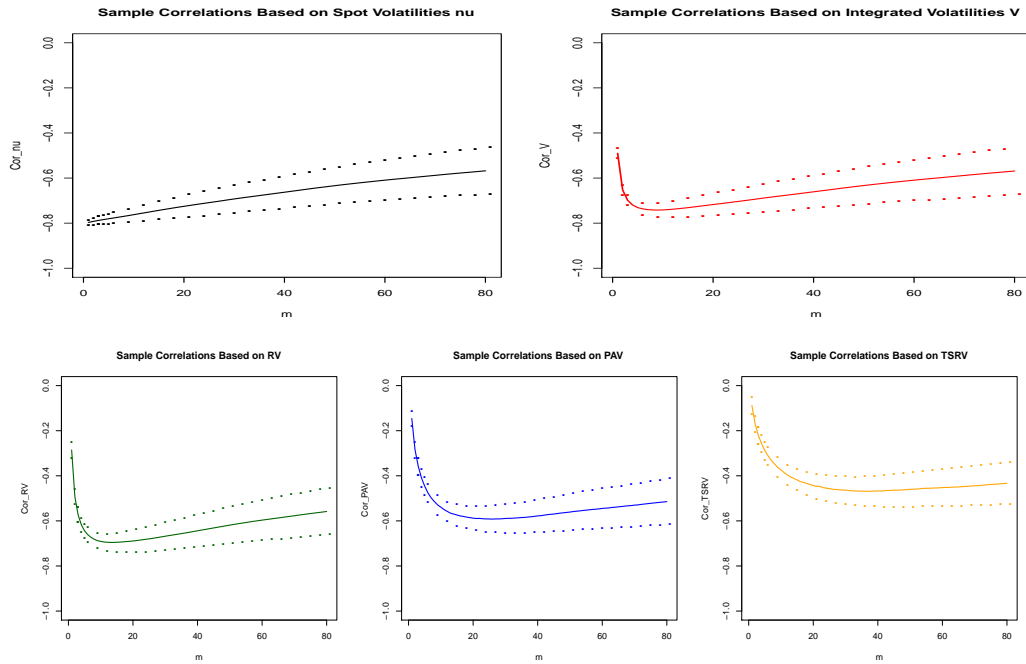 Sample Correlations Based on Spot Volatilities nu
Cor_nu
0.0
−0.2
−0.4
−0.6
−0.8
−1.0
0 20 40 60 80
m
Sample Correlations Based on Integrated Volatilities V
Cor_V
0.0
−0.2
−0.4
−0.6
−0.8
−1.0
0 20 40 60 80
m
Sample Correlations Based on RV
Cor_RV
0.0
−0.2
−0.4
−0.6
−0.8
−1.0
0 20 40 60 80
m
Sample Correlations Based on PAV
Cor_PAV
0.0
−0.2
−0.4
−0.6
−0.8
−1.0
0 20 40 60 80
m
Sample Correlations Based on TSRV
Cor_TSRV
0.0
−0.2
−0.4
−0.6
−0.8
−1.0
0 20 40 60 80
m